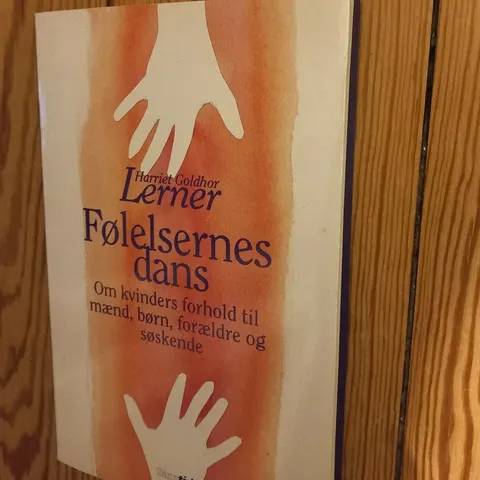 Harriet Goldhor
Lerner
Følelsernes
dans
Om kvinders forhold til
mænd, børn, forældre og
søskende